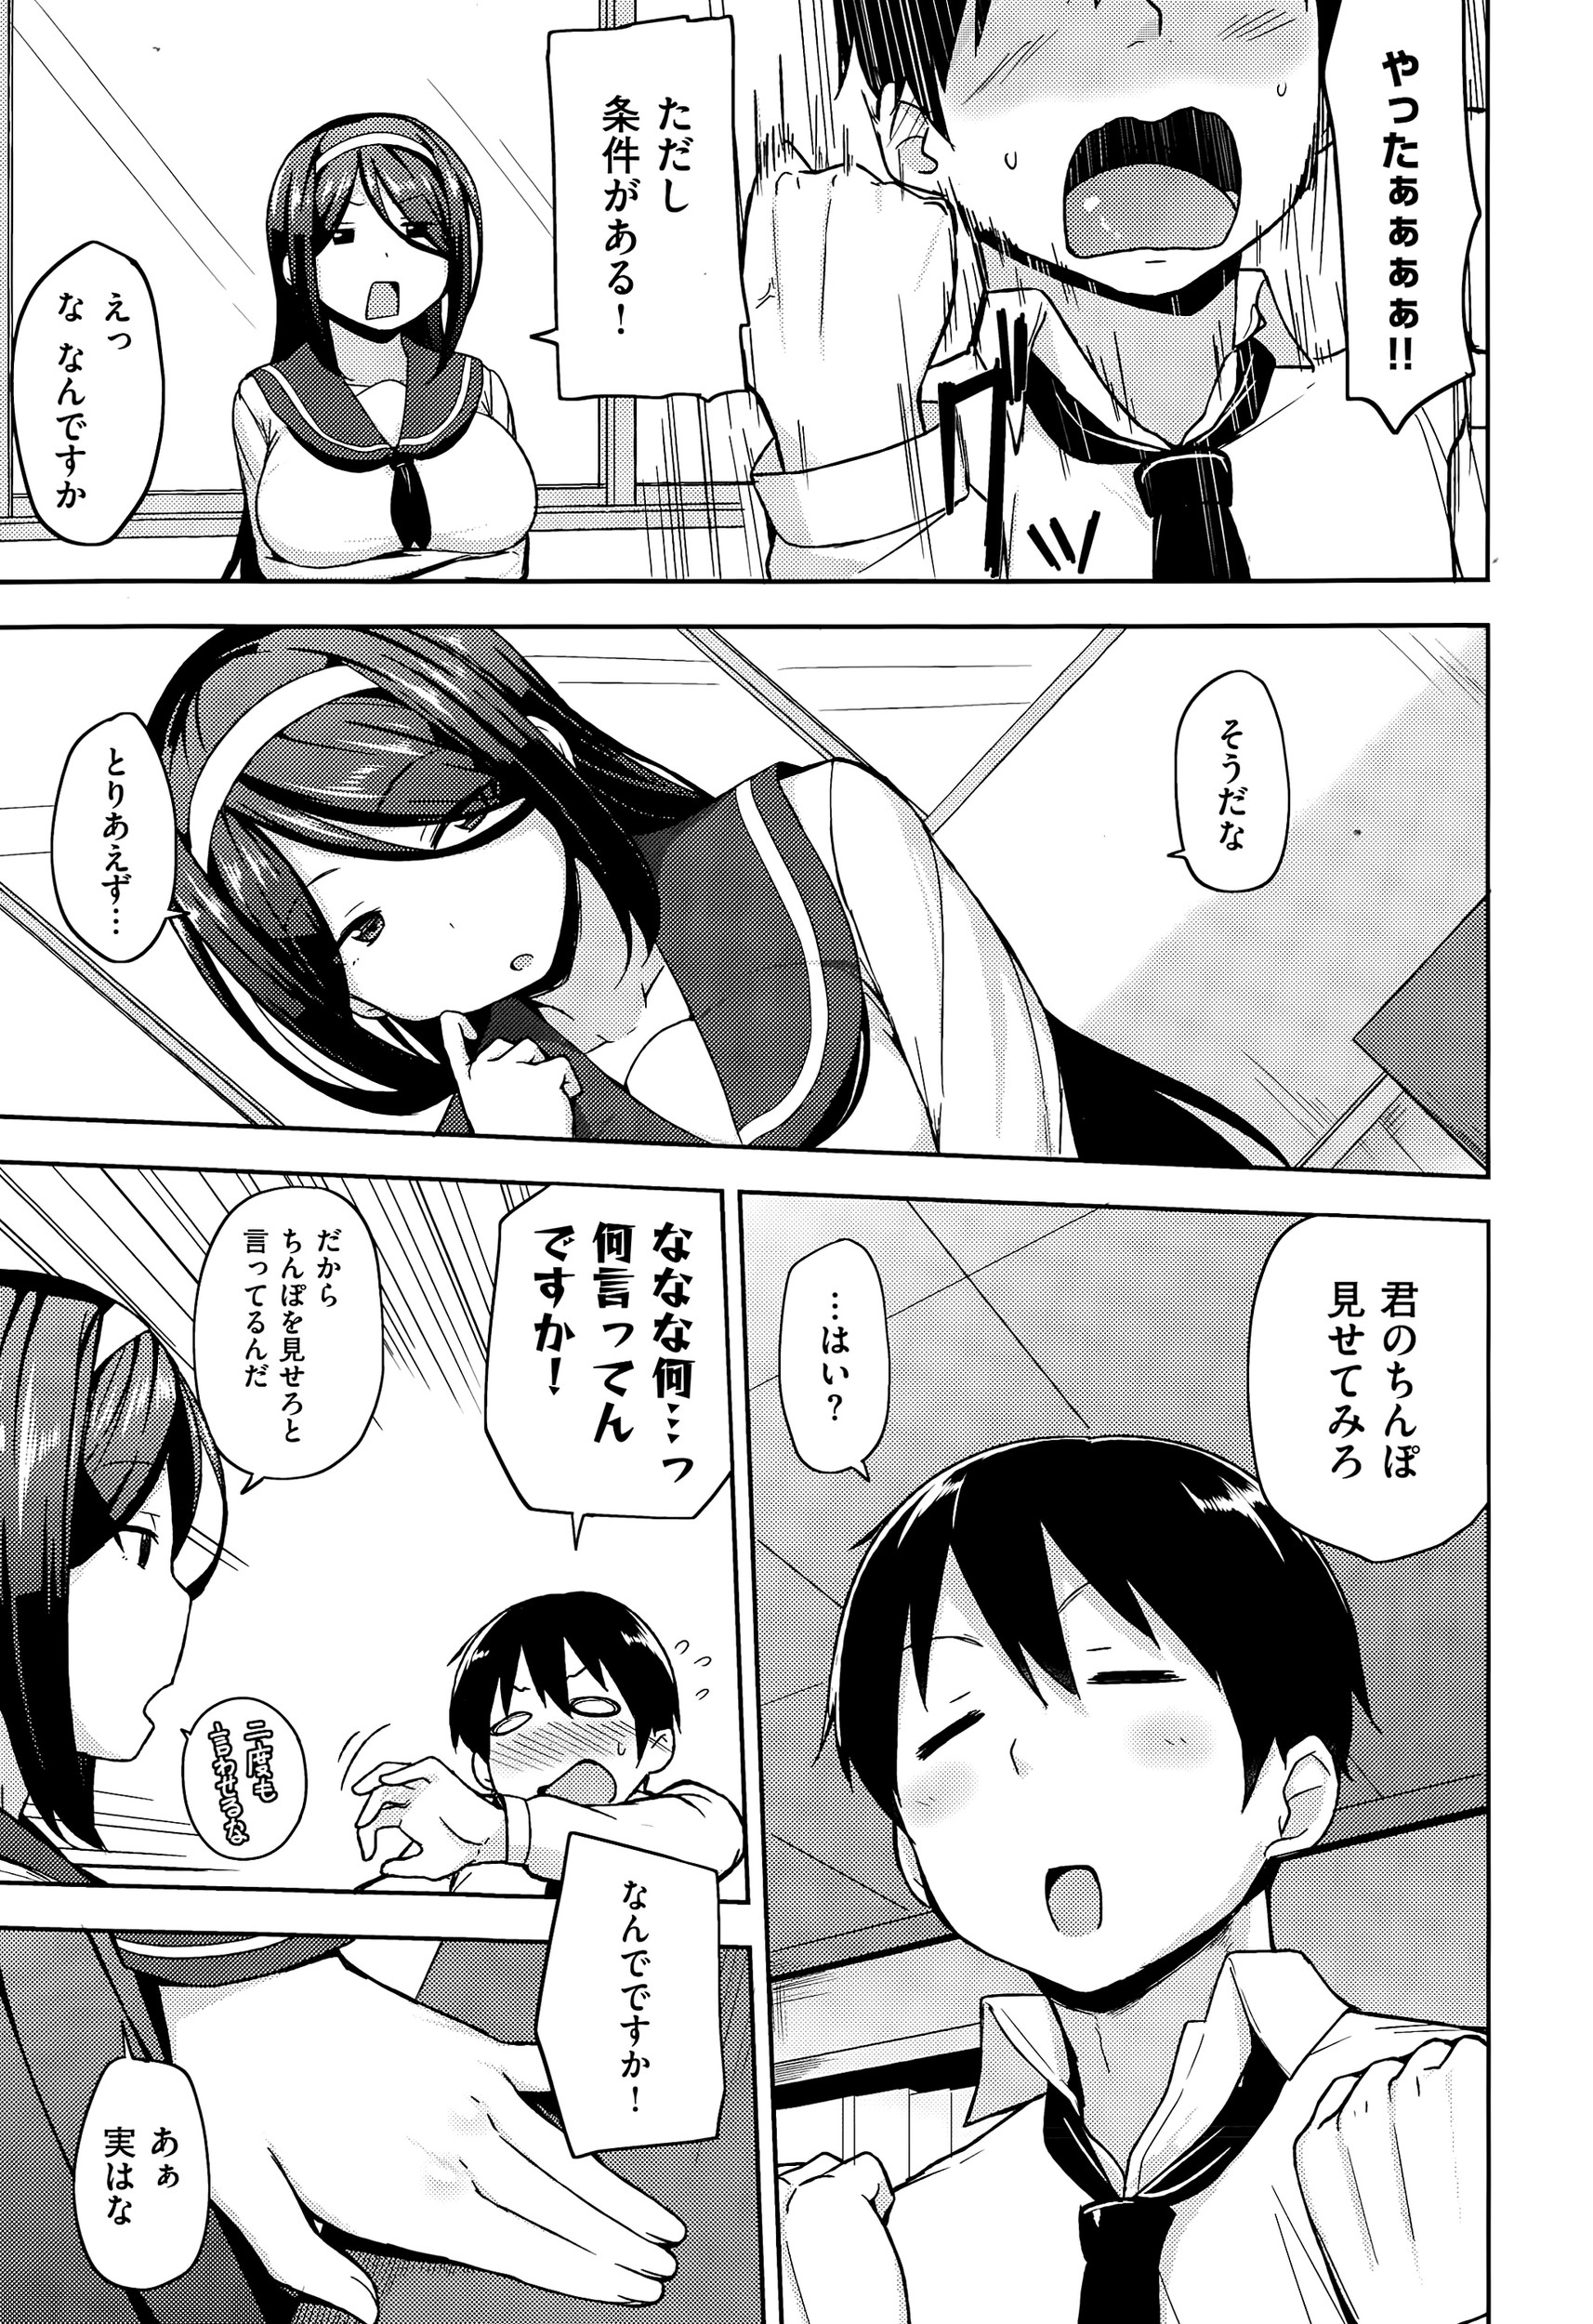 やったぁぁぁぁぁ!!
ただし
条件がある!
えっ
な なんですか
そうだな
とりあえず…
君のちんぽ
見せてみろ
…はい?
なななな何…っ
何言ってん
ですか!
だから
ちんぽを見せろと
言ってるんだ
二度も
言わせるな
なんでですか!
あぁ
実はな